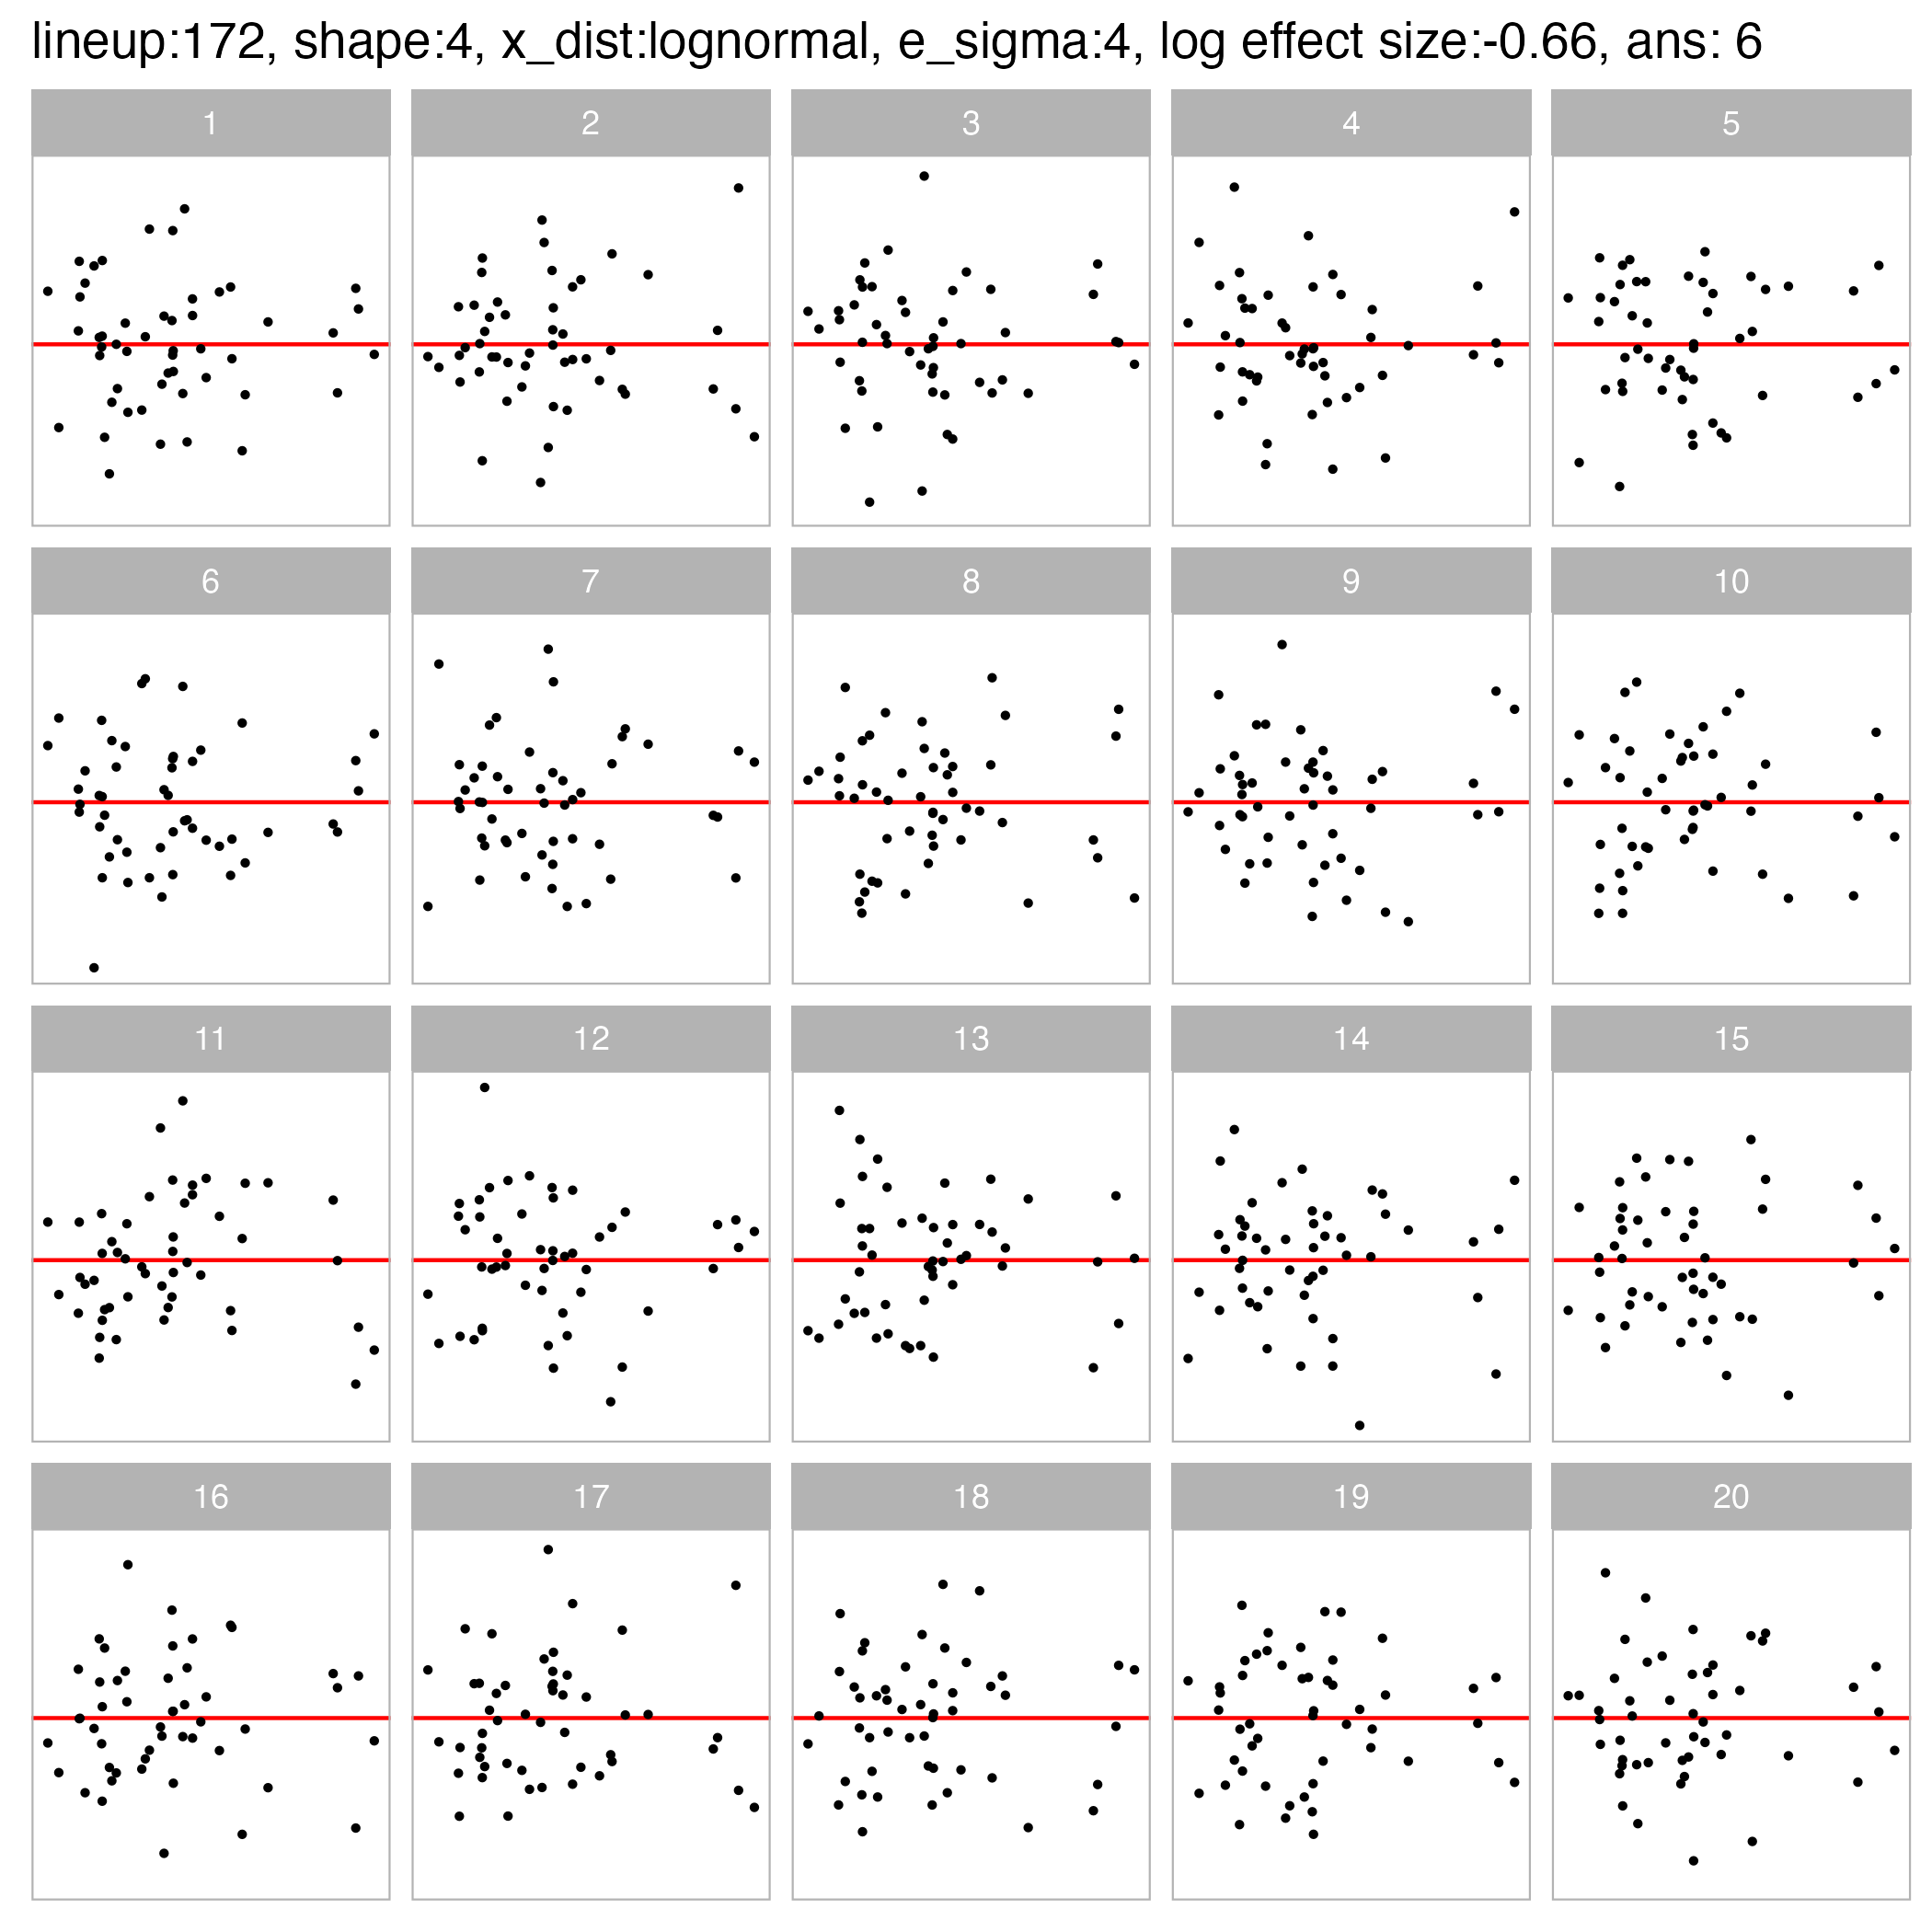 lineup:172, shape:4, x_dist:lognormal, e_sigma:4, log effect size:-0.66, ans: 6
1 2 3 4 5
6 7 8 9 10
11 12 13 14 15
16 17 18 19 20